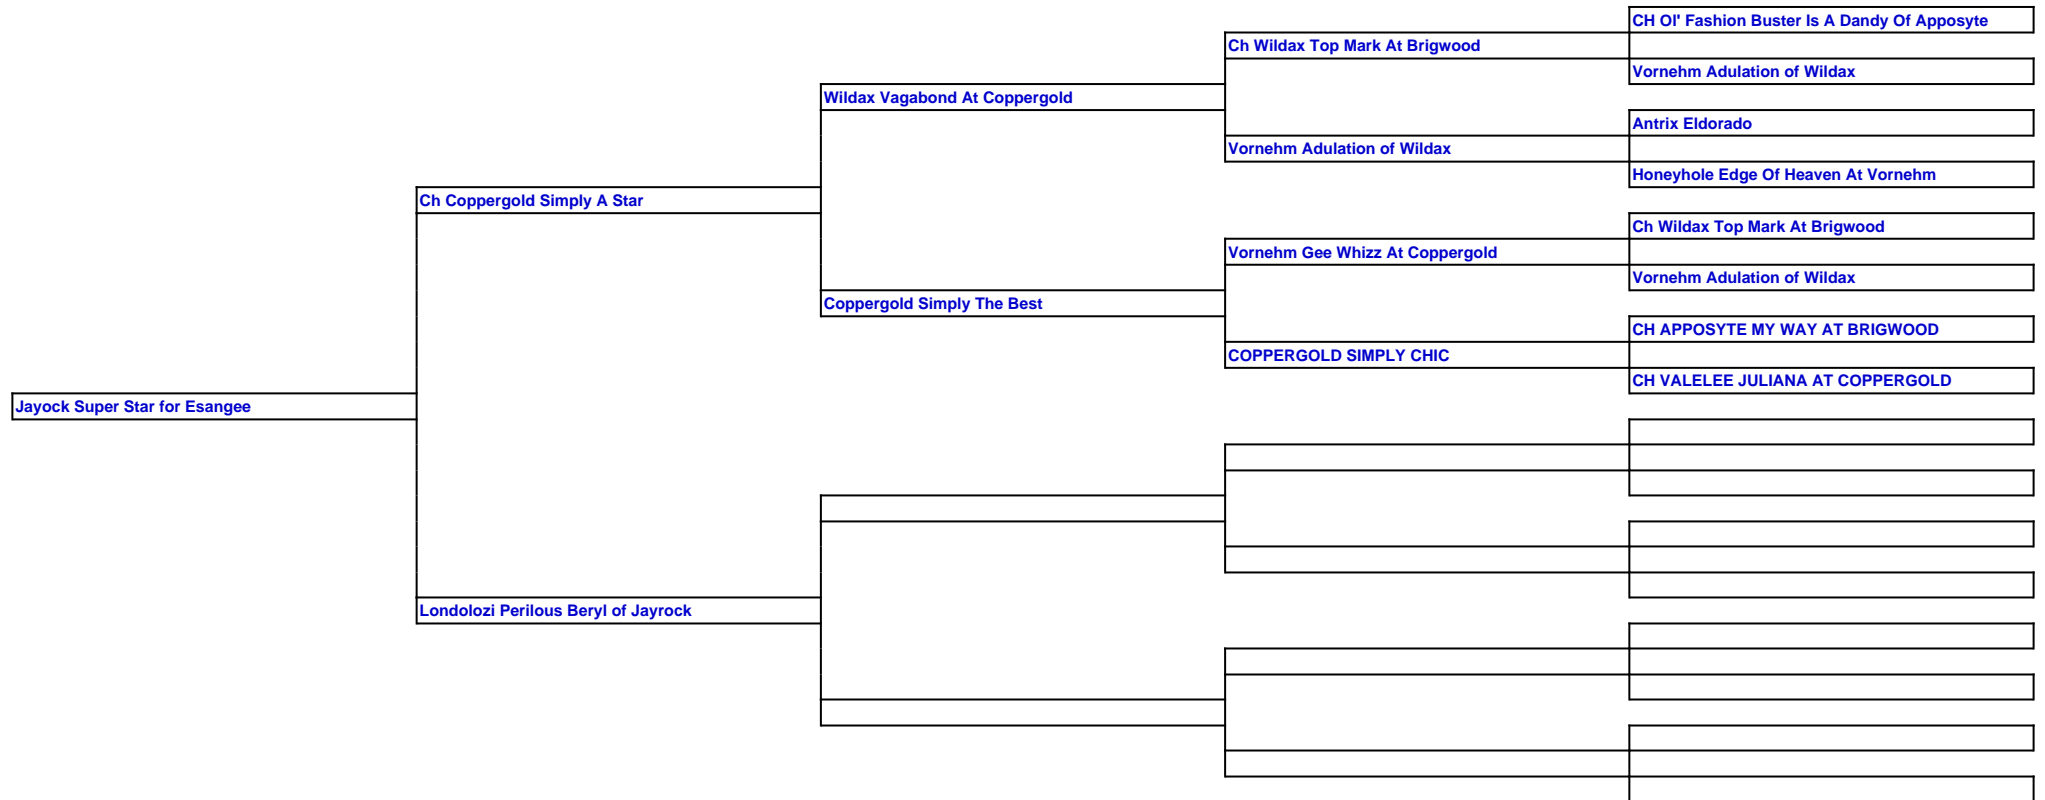 CH Ol' Fashion Buster Is A Dandy Of Apposyte
Ch Wildax Top Mark At Brigwood
Vornehm Adulation of Wildax
Wildax Vagabond At Coppergold
Antrix Eldorado
Vornehm Adulation of Wildax
Honeyhole Edge Of Heaven At Vornehm
Ch Coppergold Simply A Star
Ch Wildax Top Mark At Brigwood
Vornehm Gee Whizz At Coppergold
Vornehm Adulation of Wildax
Coppergold Simply The Best
CH APPOSYTE MY WAY AT BRIGWOOD
COPPERGOLD SIMPLY CHIC
CH VALELEE JULIANA AT COPPERGOLD
Jayock Super Star for Esangee
Londolozi Perilous Beryl of Jayrock